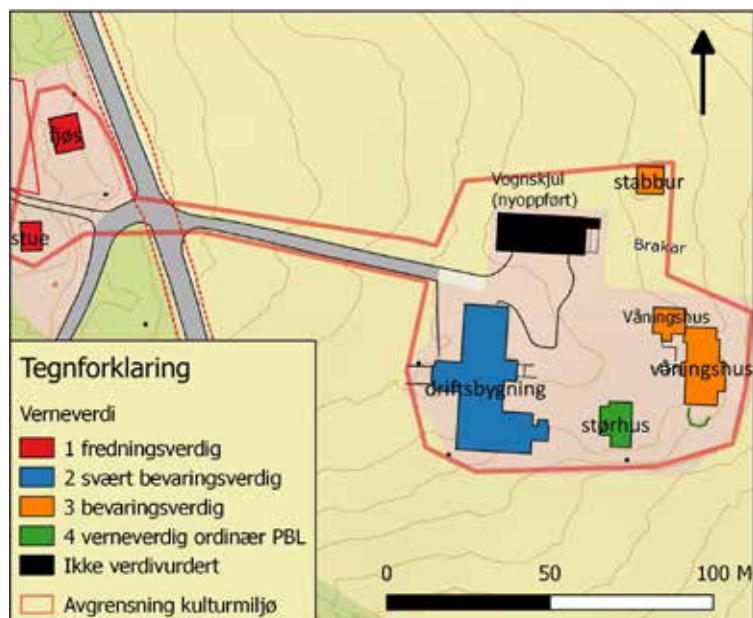 fjøs
stue
Vognskjul
(nyoppført)
stabbur
Brakar
Våningshus
våningshus
driftsbygning
størhus
Tegnforklaring
Verneverdi
1 fredningsverdig
2 svært bevaringsverdig
3 bevaringsverdig
4 verneverdig ordinær PBL
Ikke verdivurdert
Avgrensning kulturmiljø
0 50 100 M